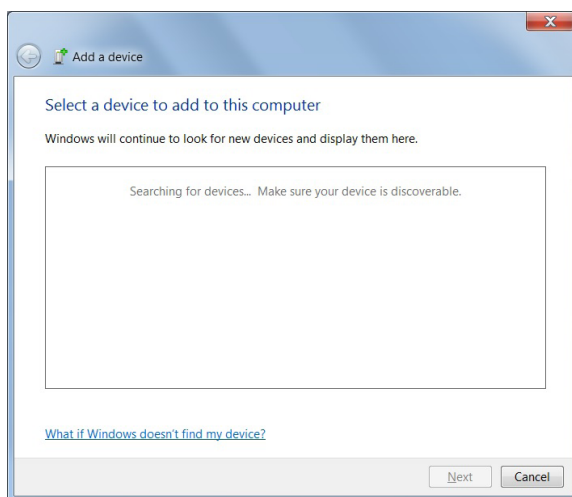 Add a device
Select a device to add to this computer
Windows will continue to look for new devices and display them here.
Searching for devices... Make sure your device is discoverable.
What if Windows doesn't find my device?
Next Cancel